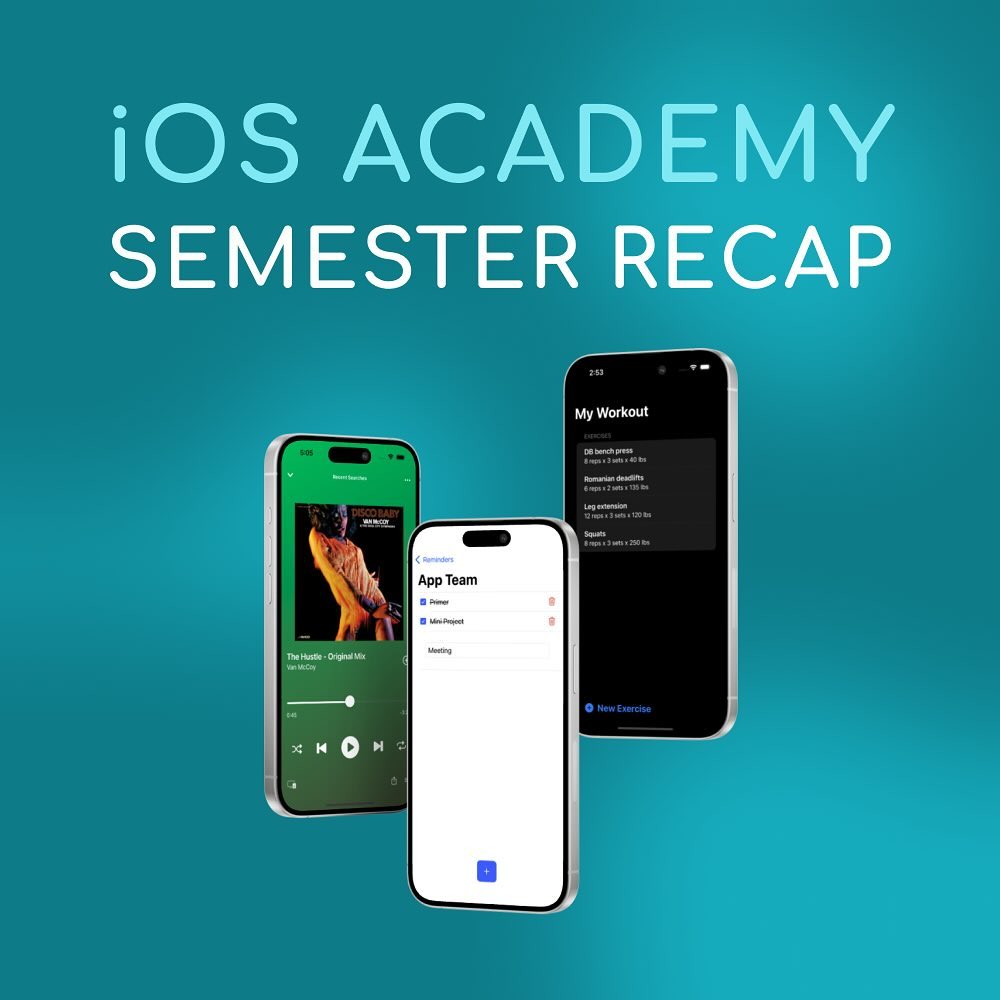 iOS ACADEMY
SEMESTER RECAP
5:05
Recent Searches
DISCO BABY
VAN McCOY
The Hustle - Original Mix
Van McCoy
0:45
Reminders
App Team
Primer
Mini Project
Meeting
+
2:53
My Workout
EXERCISES
DB bench press
8 reps x 3 sets x 40 lbs
Romanian deadlifts
6 reps x 2 sets x 135 lbs
Leg extension
12 reps x 3 sets x 120 lbs
Squats
8 reps x 3 sets x 250 lbs
New Exercise